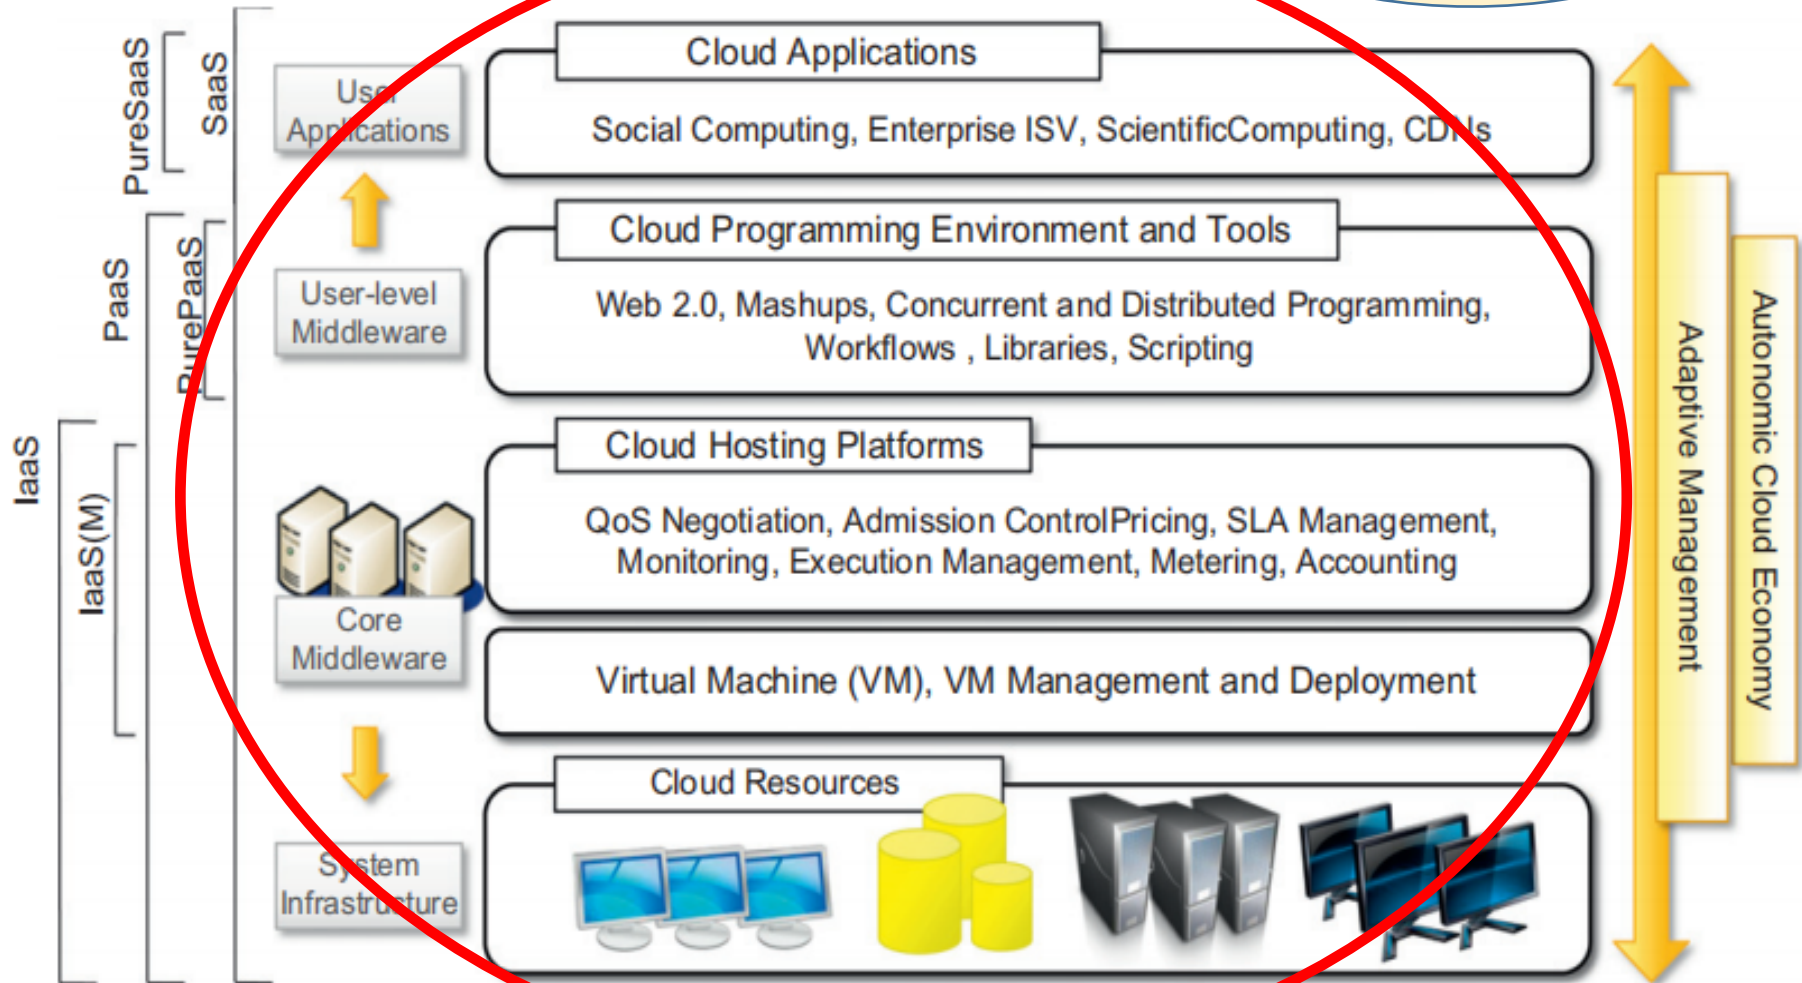 PureSaaS
SaaS
User
Applications
Cloud Applications
Social Computing, Enterprise ISV, ScientificComputing, CDNs
PaaS
PurePaaS
User-level
Middleware
Cloud Programming Environment and Tools
Web 2.0, Mashups, Concurrent and Distributed Programming,
Workflows , Libraries, Scripting
IaaS
IaaS(M)
Core
Middleware
Cloud Hosting Platforms
QoS Negotiation, Admission ControlPricing, SLA Management,
Monitoring, Execution Management, Metering, Accounting
Virtual Machine (VM), VM Management and Deployment
System
Infrastructure
Cloud Resources
Adaptive Management
Autonomic Cloud Economy